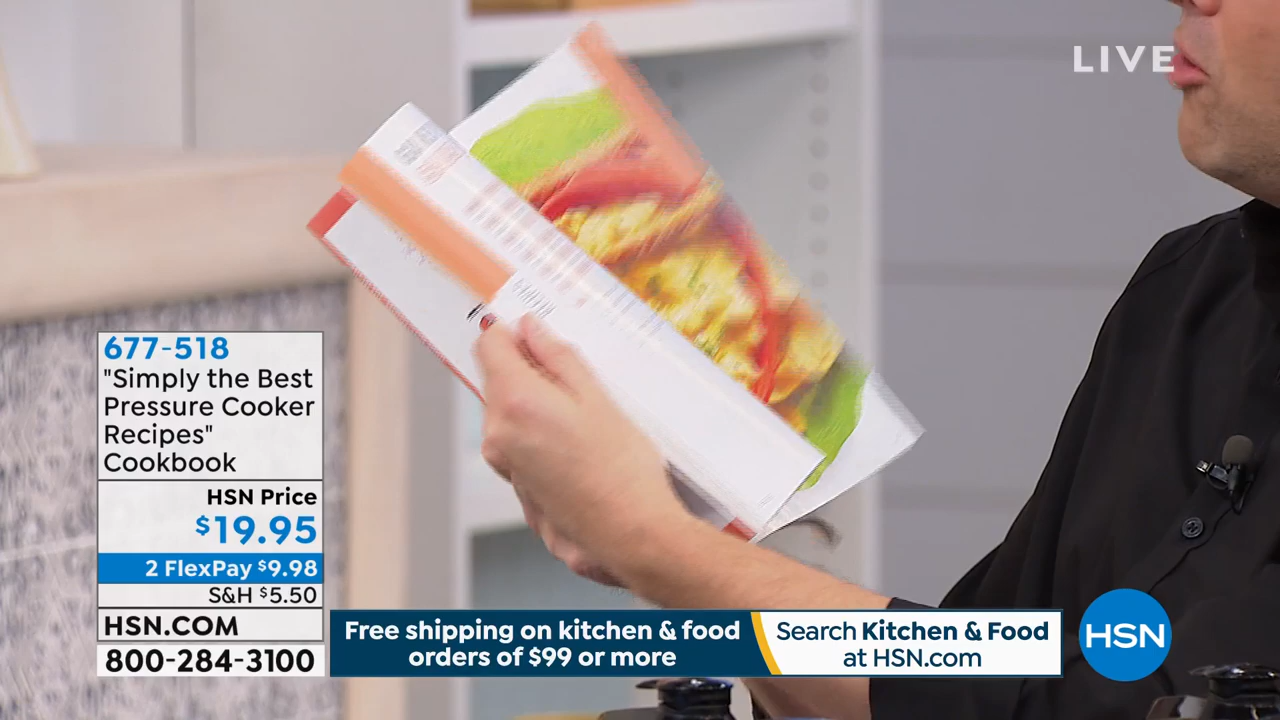 LIVE
677-518
"Simply the Best
Pressure Cooker
Recipes"
Cookbook
HSN Price
$19.95
2 FlexPay $9.98
S&H $5.50
HSN.COM
800-284-3100
Free shipping on kitchen & food
orders of $99 or more
Search Kitchen & Food
at HSN.com
HSN